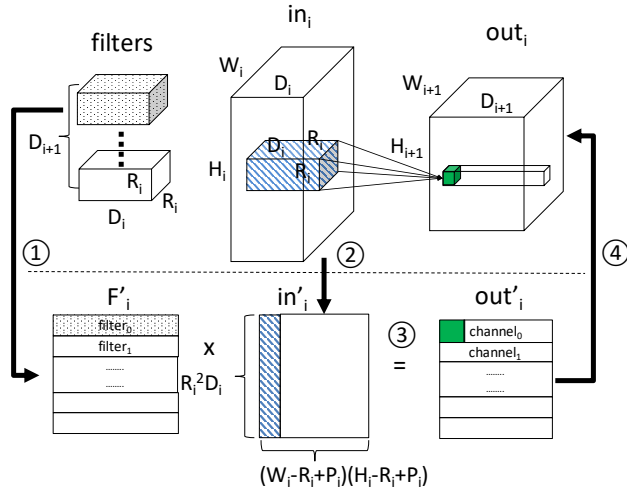 filters
in_i
out_i
W_i
D_i
W_{i+1}
D_{i+1}
D_{i+1}
R_i
R_i
D_i
H_i
D_i
R_i
R_i
H_{i+1}
①
②
④
F'_i
in'_i
out'_i
filter_0
filter_1
........
........
x
R_i^2D_i
③
=
channel_0
channel_1
........
........
(W_i-R_i+P_i)(H_i-R_i+P_i)